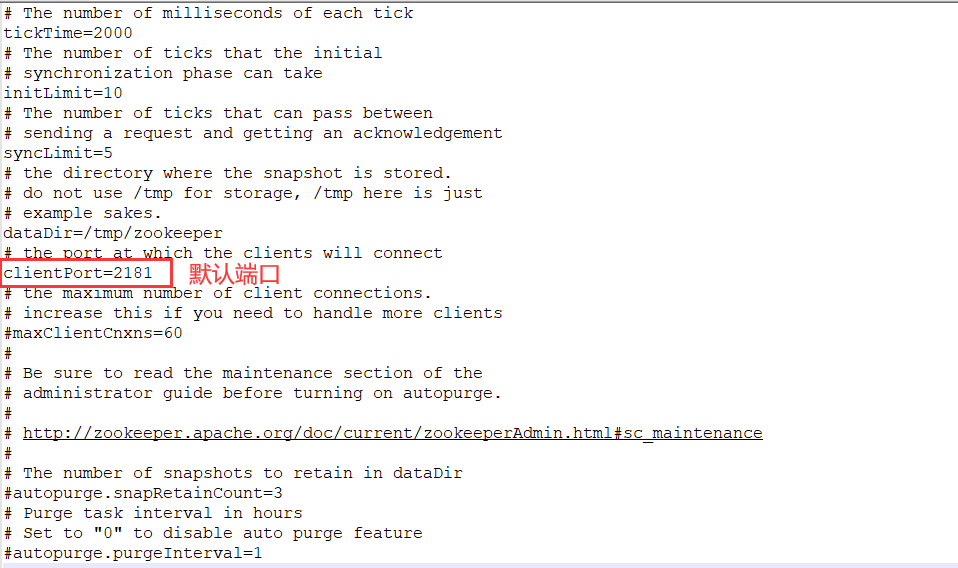 # The number of milliseconds of each tick
tickTime=2000
# The number of ticks that the initial
# synchronization phase can take
initLimit=10
# The number of ticks that can pass between
# sending a request and getting an acknowledgement
syncLimit=5
# the directory where the snapshot is stored.
# do not use /tmp for storage, /tmp here is just
# example sakes.
dataDir=/tmp/zookeeper
# the port at which the clients will connect
clientPort=2181 默认端口
# the maximum number of client connections.
# increase this if you need to handle more clients
#maxClientCnxns=60
#
# Be sure to read the maintenance section of the
# administrator guide before turning on autopurge.
#
# http://zookeeper.apache.org/doc/current/zookeeperAdmin.html#sc_maintenance
#
# The number of snapshots to retain in dataDir
#autopurge.snapRetainCount=3
# Purge task interval in hours
# Set to "0" to disable auto purge feature
#autopurge.purgeInterval=1